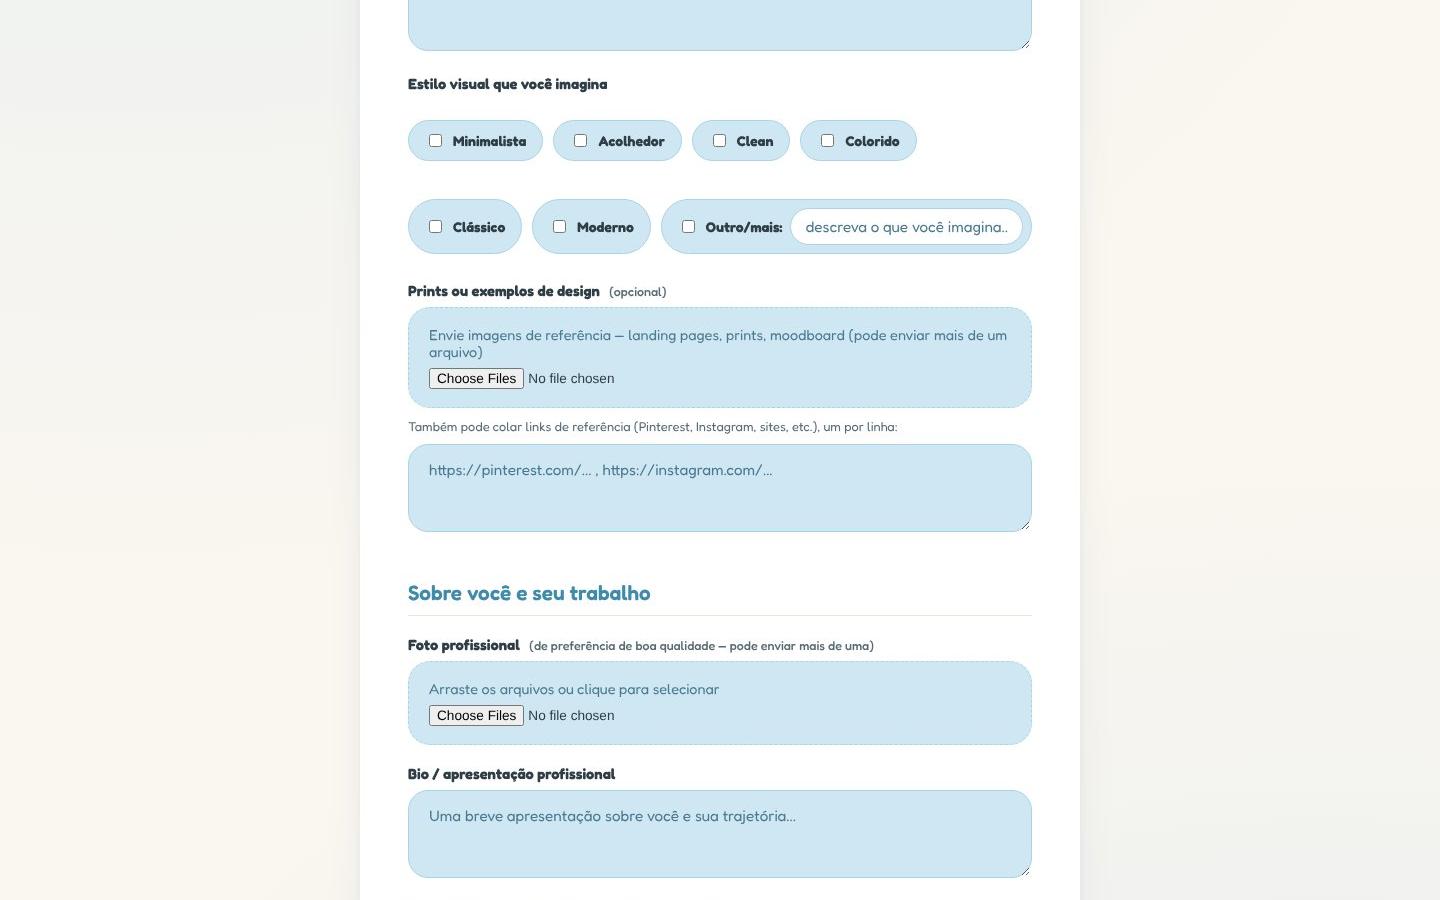 Estilo visual que você imagina
Minimalista
Acolhedor
Clean
Colorido
Clássico
Moderno
Outro/mais:
descreva o que você imagina..
Prints ou exemplos de design (opcional)
Envie imagens de referência – landing pages, prints, moodboard (pode enviar mais de um
arquivo)
Choose Files No file chosen
Também pode colar links de referência (Pinterest, Instagram, sites, etc.), um por linha:
https://pinterest.com/... , https://instagram.com/...
Sobre você e seu trabalho
Foto profissional (de preferência de boa qualidade – pode enviar mais de uma)
Arraste os arquivos ou clique para selecionar
Choose Files No file chosen
Bio / apresentação profissional
Uma breve apresentação sobre você e sua trajetória...